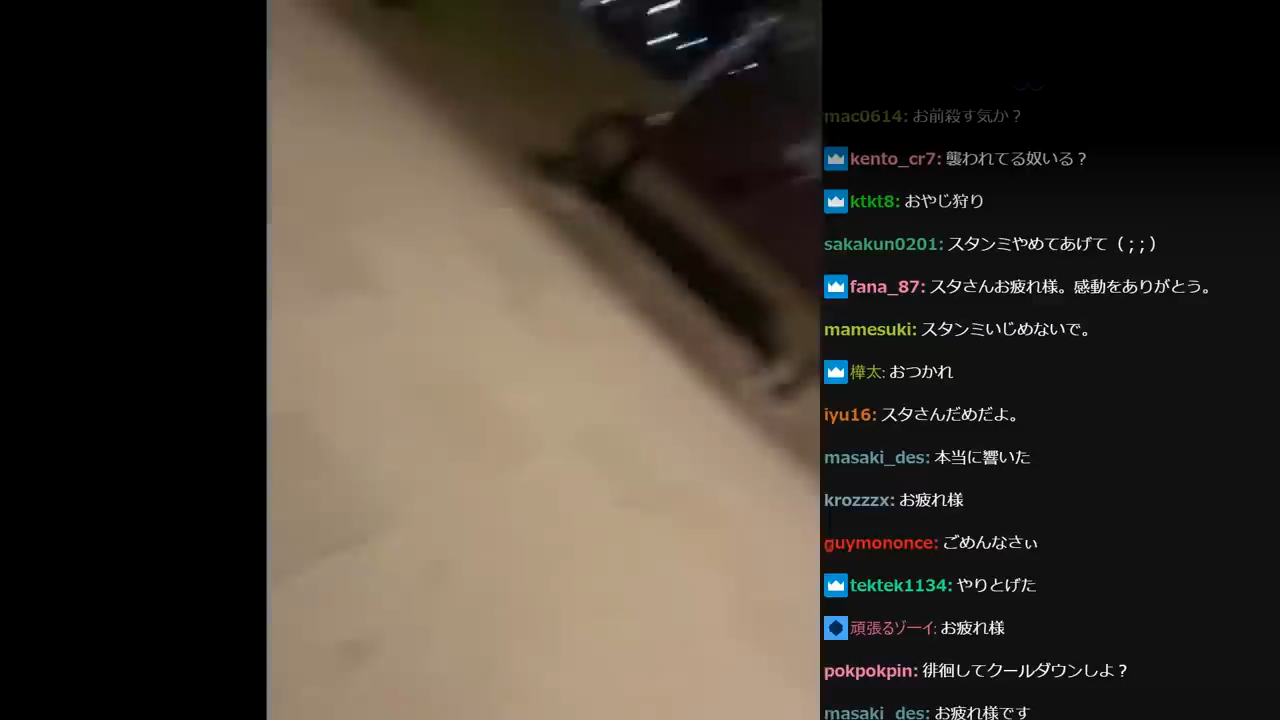 mac0614: お前殺す気か？
kento_cr7: 襲われてる奴いる？
ktkt8: おやじ狩り
sakakun0201: スタンミやめてあげて（ ; ; ）
fana_87: スタさんお疲れ様。感動をありがとう。
mamesuki: スタンミいじめないで。
樺太: おつかれ
iyu16: スタさんだめだよ。
masaki_des: 本当に響いた
krozzzx: お疲れ様
guymononce: ごめんなさぃ
tektek1134: やりとげた
頑張るゾーイ: お疲れ様
pokpokpin: 徘徊してクールダウンしよ？
masaki_des: お疲れ様です